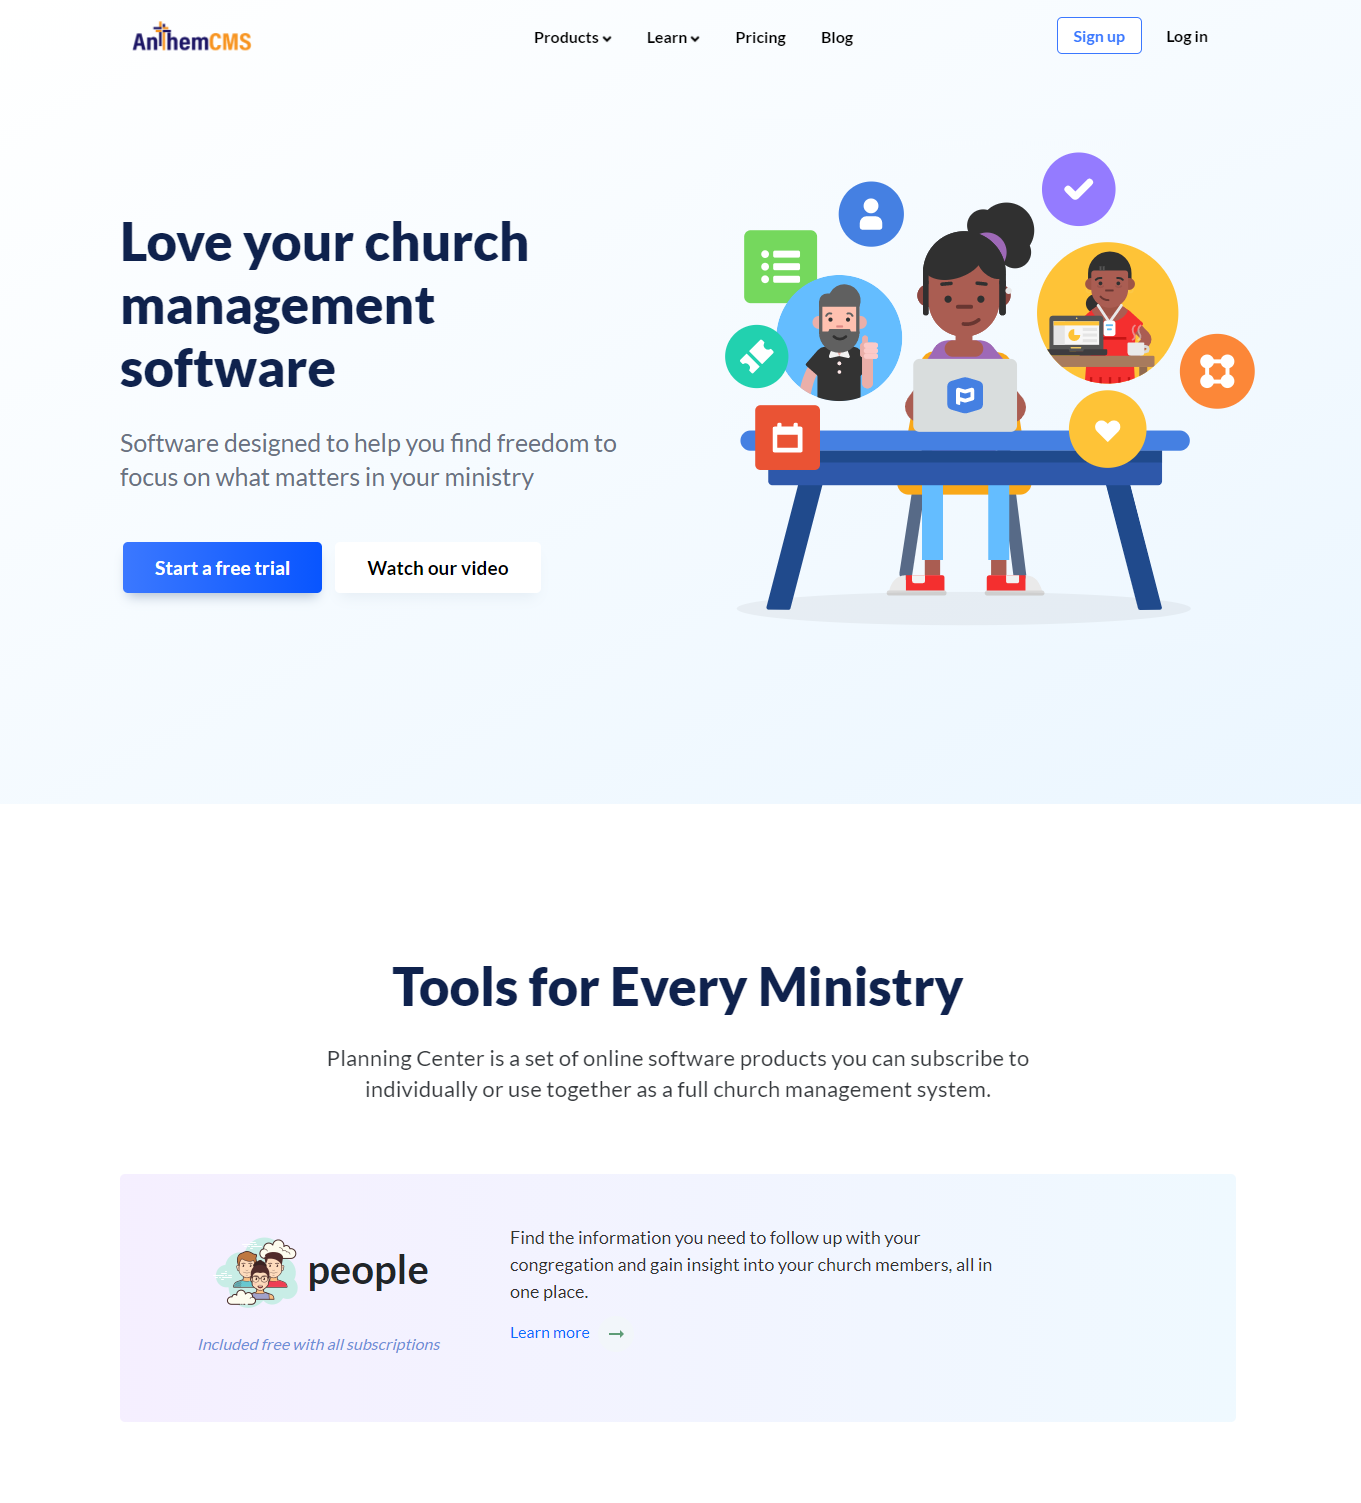 AnthemCMS
Products
Learn
Pricing
Blog
Sign up
Log in
Love your church
management
software
Software designed to help you find freedom to
focus on what matters in your ministry
Start a free trial
Watch our video
Tools for Every Ministry
Planning Center is a set of online software products you can subscribe to
individually or use together as a full church management system.
people
Included free with all subscriptions
Find the information you need to follow up with your
congregation and gain insight into your church members, all in
one place.
Learn more